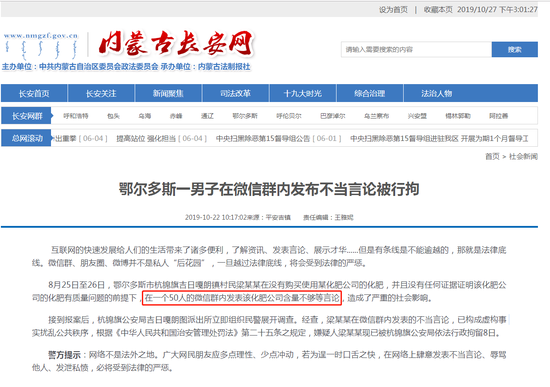 设为首页 | 收藏本页 2019/10/27 下午3:01:27
www.nmgzf.gov.cn
内蒙古长安网
主办单位：中共内蒙古自治区委员会政法委员会 承办单位：内蒙古法制报社
请输入需要搜索的内容
搜索
长安首页 长安关注 新闻聚焦 司法改革 十九大时光 综合治理 法治人物
长安网群 呼和浩特 包头 乌海 赤峰 通辽 鄂尔多斯 呼伦贝尔 巴彦淖尔 乌兰察布 兴安盟 锡林郭勒 阿拉善
总网滚动 出重拳 [06-04] 提高站位 强化担当 [06-04] 中央扫黑除恶第15督导组公告 [06-01] 中央扫黑除恶第15督导组进驻我区 开展为期1个月督导工
首页 > 社会新闻
鄂尔多斯一男子在微信群内发布不当言论被行拘
2019-10-22 10:17:02来源：平安吉镇 责任编辑：王雅妮
互联网的快速发展给人们的生活带来了诸多便利，了解资讯、发表言论、展示才华……但是有条线是不能逾越的，那就是法律底
线。微信群、朋友圈、微博并不是私人“后花园”，一旦越过法律底线，将会受到法律的严惩。
8月25日至26日，鄂尔多斯市杭锦旗吉日嘎朗镇村民梁某某在没有购买使用某化肥公司的化肥，并且没有任何证据证明该化肥公
司的化肥有质量问题的前提下，在一个50人的微信群内发表该化肥公司含量不够等言论，造成了严重的社会影响。
接到报案后，杭锦旗公安局吉日嘎朗图派出所立即组织民警展开调查。经查，梁某某在微信群内发表的不当言论，已构成虚构事
实扰乱公共秩序，根据《中华人民共和国治安管理处罚法》第二十五条之规定，嫌疑人梁某某现已被杭锦旗公安局依法行政拘留8日。
警方提示：网络不是法外之地。广大网民朋友应多点理性、少点冲动，若为逞一时口舌之快，在网络上肆意发表不当言论、辱骂
他人、发泄私愤，必将受到法律的严惩。